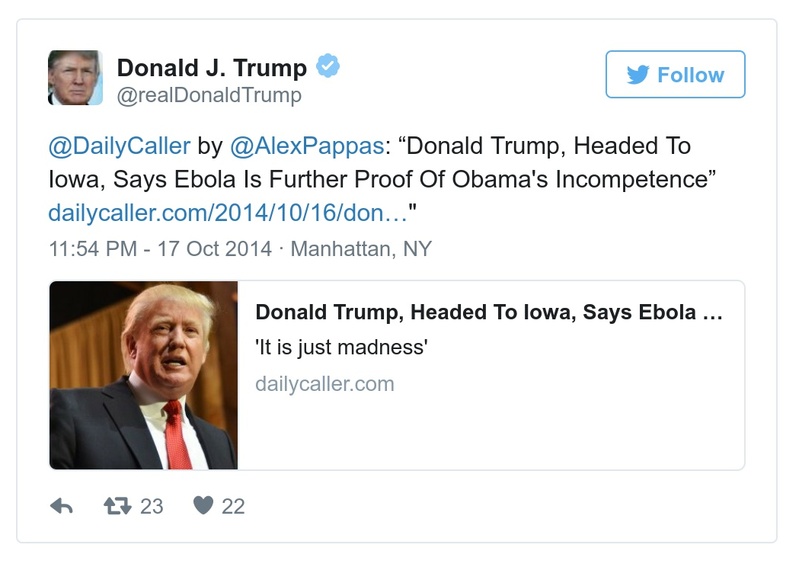 Donald J. Trump
@realDonaldTrump
Follow
@DailyCaller by @AlexPappas: “Donald Trump, Headed To
Iowa, Says Ebola Is Further Proof Of Obama's Incompetence”
dailycaller.com/2014/10/16/don…"
11:54 PM - 17 Oct 2014 · Manhattan, NY
Donald Trump, Headed To Iowa, Says Ebola …
'It is just madness'
dailycaller.com
23 22